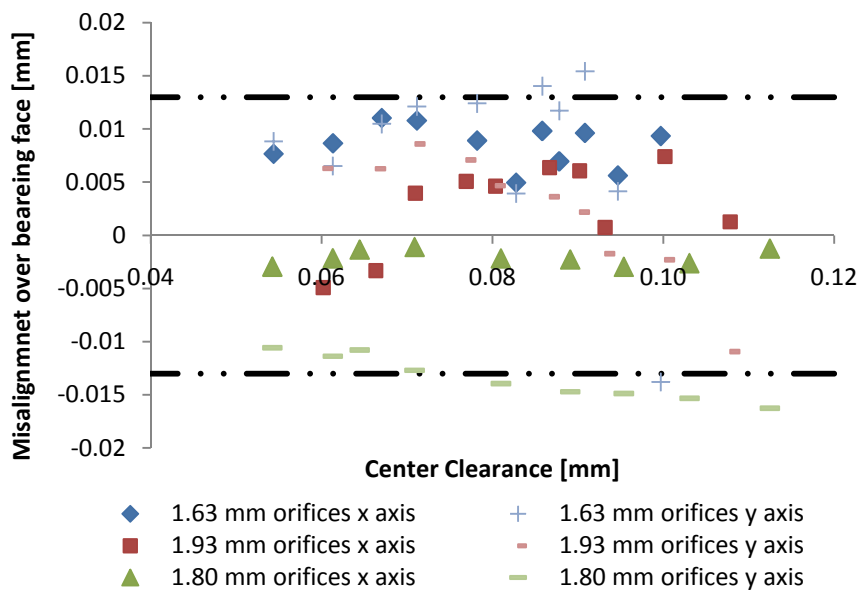 0.02
0.015
0.01
0.005
0
-0.005
-0.01
-0.015
-0.02
0.04 0.06 0.08 0.10 0.12
Misalignmnet over beareing face [mm]
Center Clearance [mm]
1.63 mm orifices x axis 1.63 mm orifices y axis
1.93 mm orifices x axis 1.93 mm orifices y axis
1.80 mm orifices x axis 1.80 mm orifices y axis